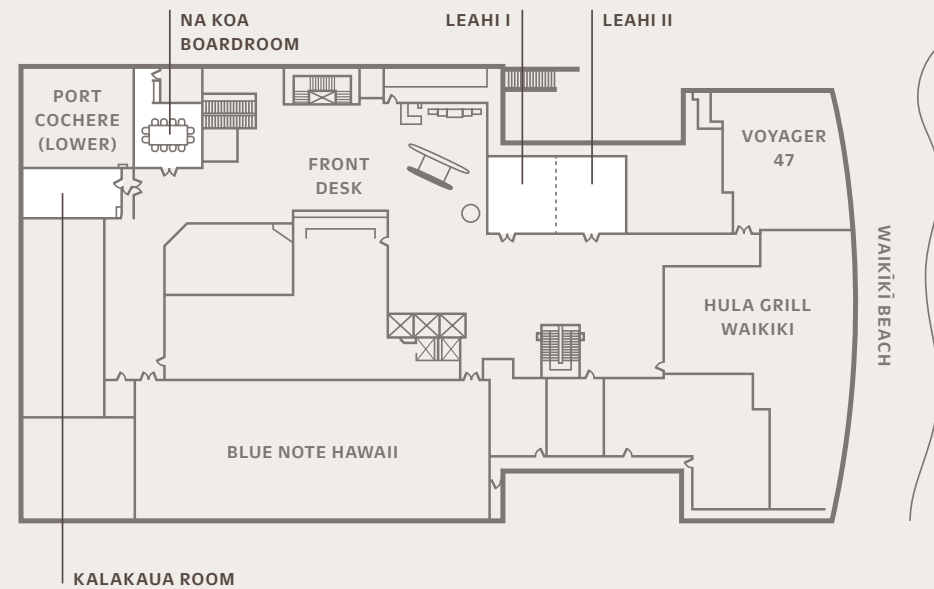 NA KOA
BOARDROOM
LEAHI I
LEAHI II
PORT
COCHERE
(LOWER)
VOYAGER
47
FRONT
DESK
WAIKĪKĪ BEACH
HULA GRILL
WAIKIKI
BLUE NOTE HAWAII
KALAKAUA ROOM